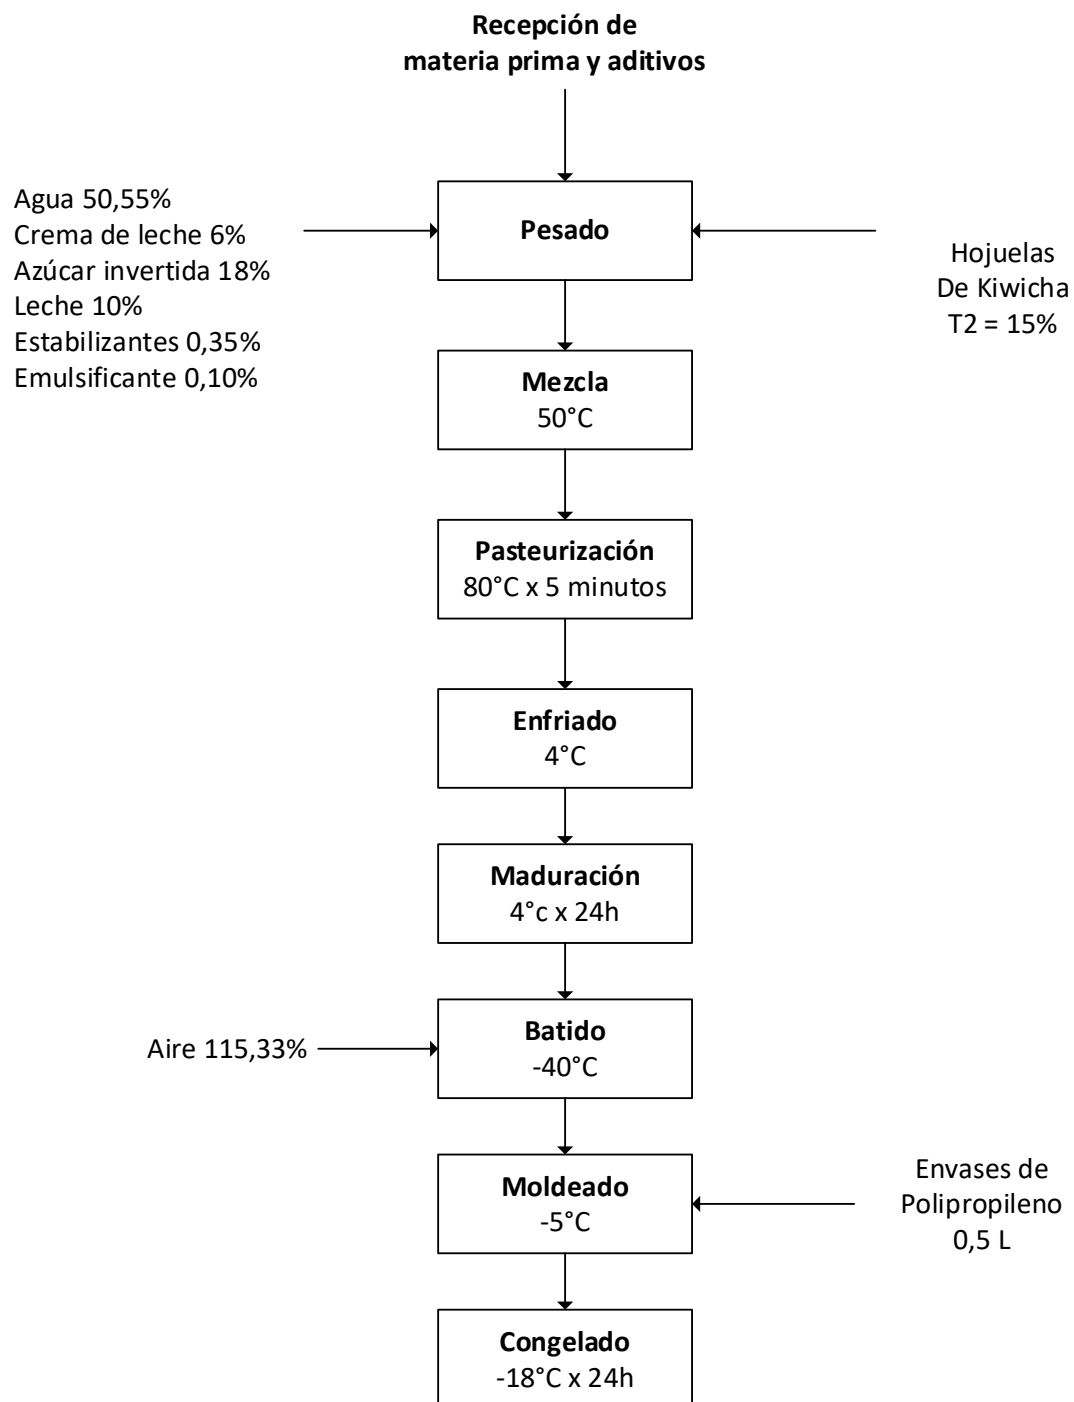 Recepción de
materia prima y aditivos
Agua 50,55%
Crema de leche 6%
Azúcar invertida 18%
Leche 10%
Estabilizantes 0,35%
Emulsificante 0,10%
Pesado
Hojuelas
De Kiwicha
T2 = 15%
Mezcla
50°C
Pasteurización
80°C x 5 minutos
Enfriado
4°C
Maduración
4°c x 24h
Aire 115,33%
Batido
-40°C
Moldeado
-5°C
Envases de
Polipropileno
0,5 L
Congelado
-18°C x 24h